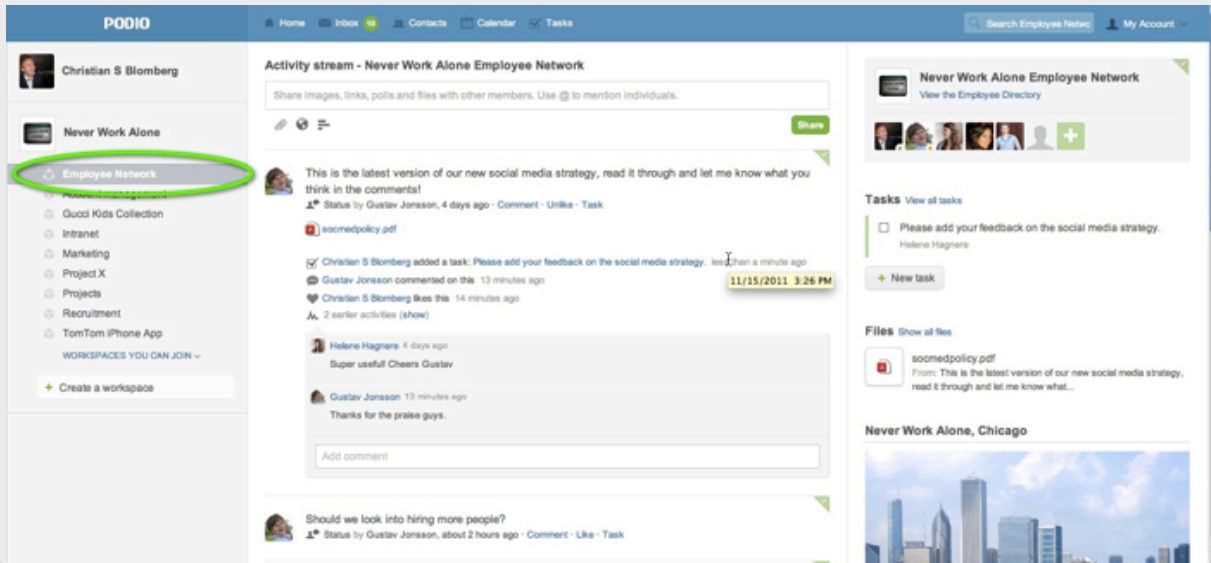 PODIO
Home Inbox 10 Contacts Calendar Tasks
Search Employee Netwc
My Account
Christian S Blomberg
Never Work Alone
Employee Network
Account management
Gucci Kids Collection
Intranet
Marketing
Project X
Projects
Recruitment
TomTom iPhone App
WORKSPACES YOU CAN JOIN
+ Create a workspace
Activity stream - Never Work Alone Employee Network
Share images, links, polls and files with other members. Use @ to mention individuals.
Share
This is the latest version of our new social media strategy, read it through and let me know what you
think in the comments!
Status by Gustav Jonsson, 4 days ago · Comment · Unlike · Task
socmedpolicy.pdf
Christian S Blomberg added a task: Please add your feedback on the social media strategy. less than a minute ago
11/15/2011 3:26 PM
Gustav Jonsson commented on this 13 minutes ago
Christian S Blomberg likes this 14 minutes ago
2 earlier activities (show)
Helene Hagnere 4 days ago
Super useful! Cheers Gustav
Gustav Jonsson 13 minutes ago
Thanks for the praise guys.
Add comment
Should we look into hiring more people?
Status by Gustav Jonsson, about 2 hours ago · Comment · Like · Task
Never Work Alone Employee Network
View the Employee Directory
Tasks View all tasks
Please add your feedback on the social media strategy.
Helene Hagnere
+ New task
Files Show all files
socmedpolicy.pdf
From: This is the latest version of our new social media strategy,
read it through and let me know what...
Never Work Alone, Chicago